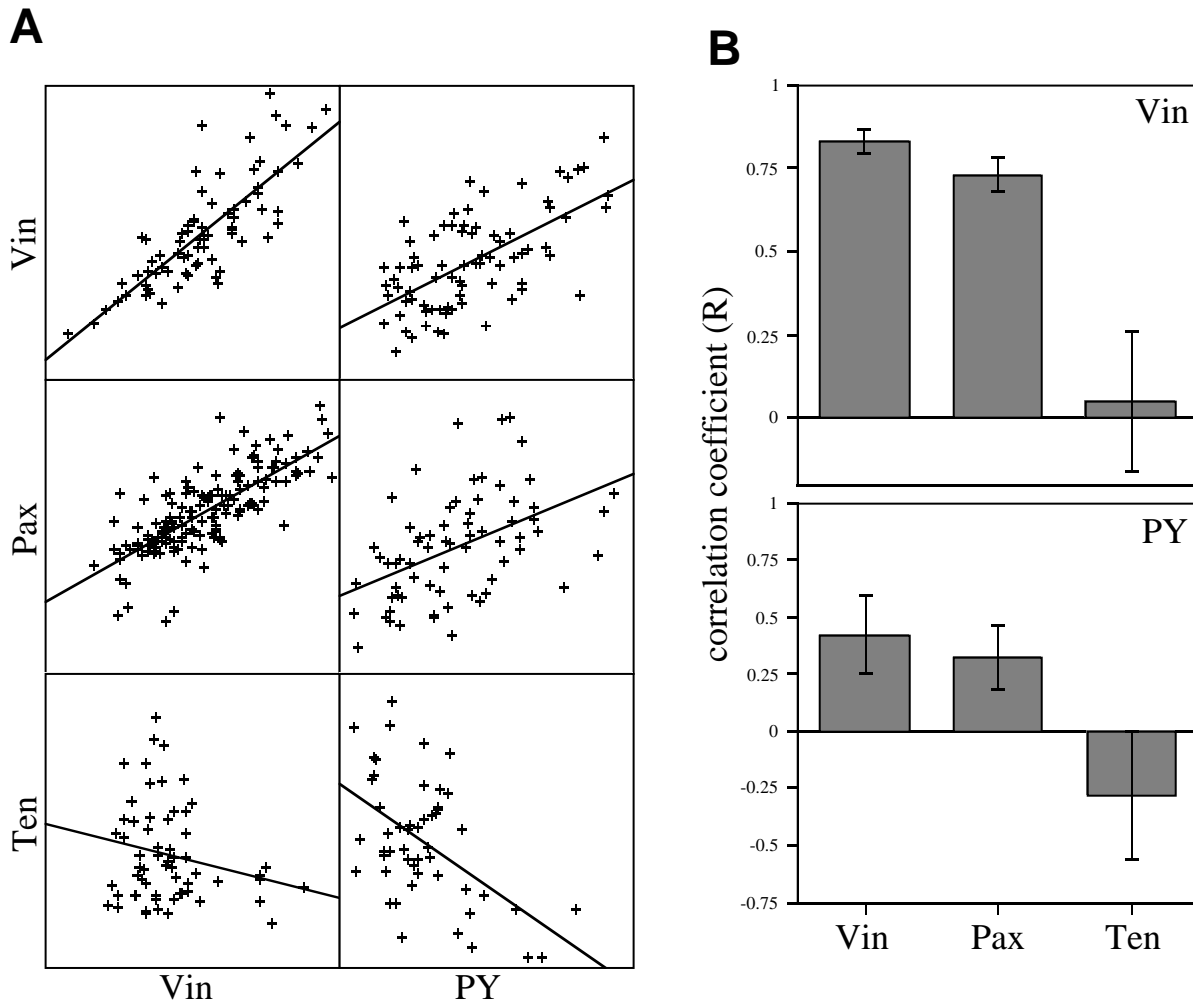 A
Vin
Pax
Ten
Vin
PY
B
correlation coefficient (R)
Vin
1
0.75
0.5
0.25
0
PY
1
0.75
0.5
0.25
0
-0.25
-0.5
-0.75
Vin
Pax
Ten